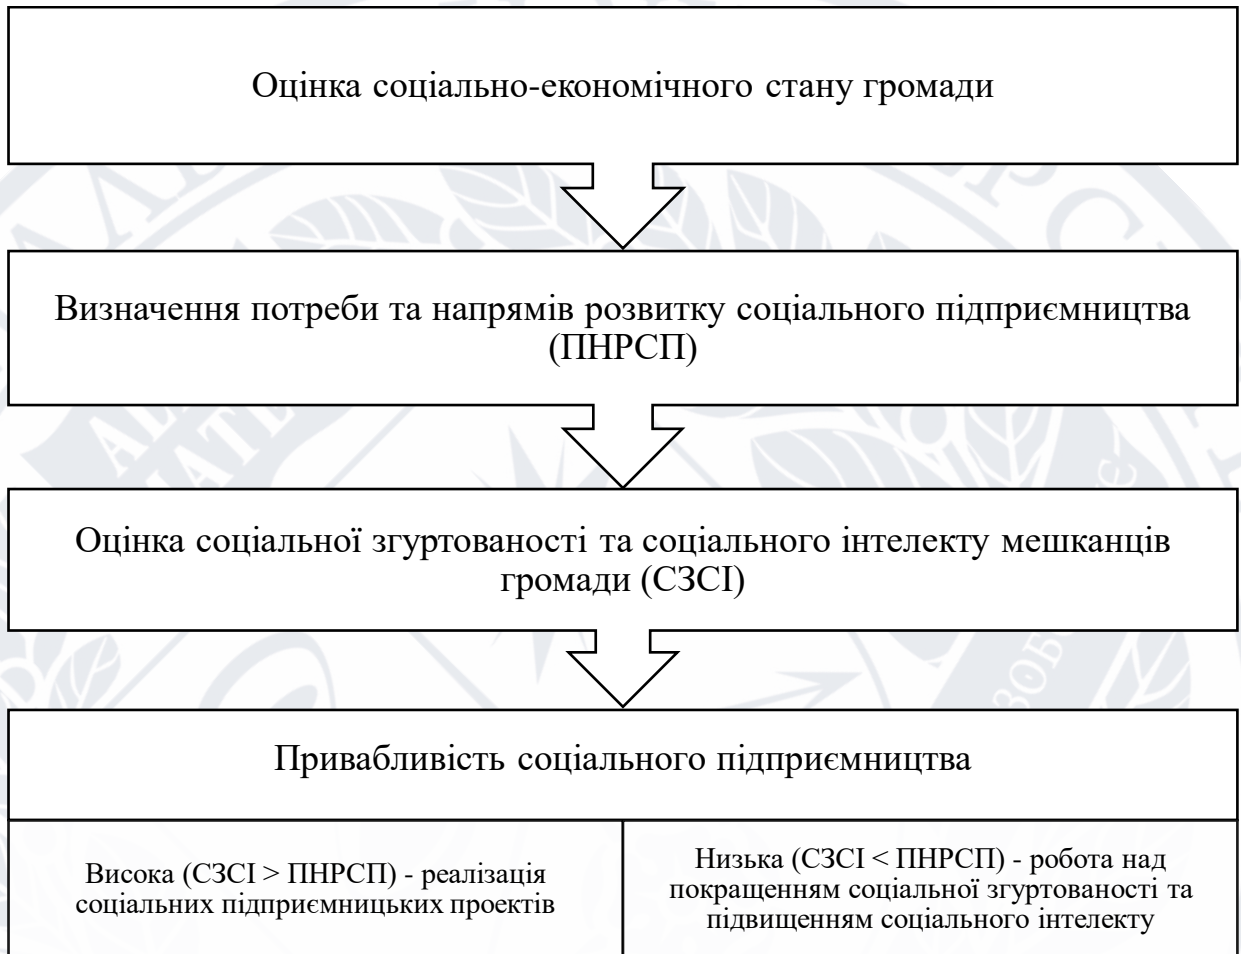 Оцінка соціально-економічного стану громади
Визначення потреби та напрямів розвитку соціального підприємництва
(ПНРСП)
Оцінка соціальної згуртованості та соціального інтелекту мешканців
громади (СЗСІ)
Привабливість соціального підприємництва
Висока (СЗСІ > ПНРСП) - реалізація
соціальних підприємницьких проектів
Низька (СЗСІ < ПНРСП) - робота над
покращенням соціальної згуртованості та
підвищенням соціального інтелекту